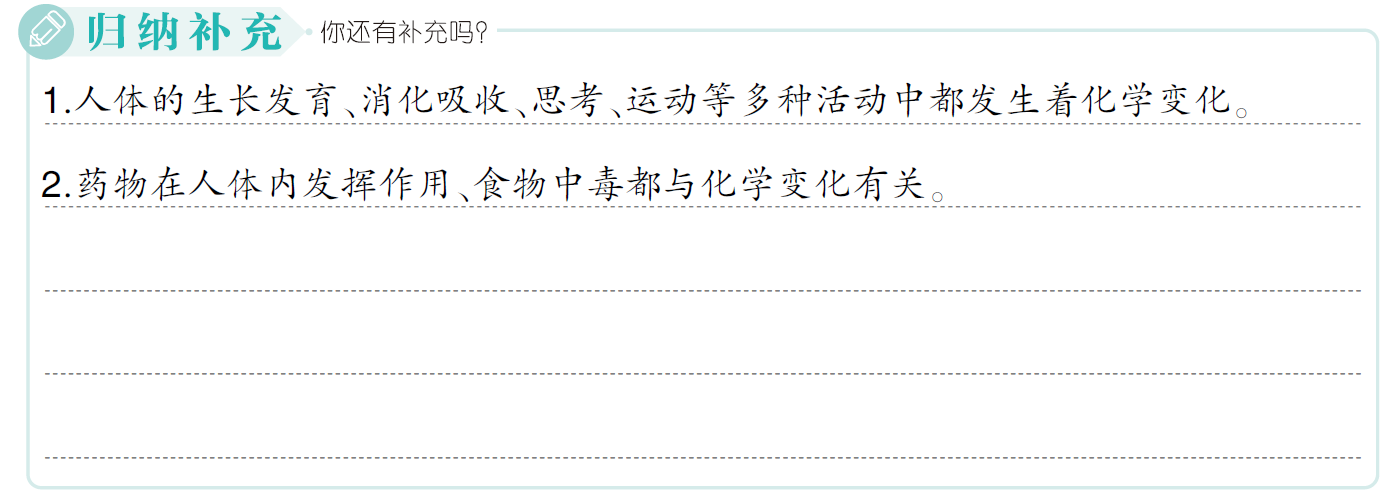 归纳补充 你还有补充吗?
1.人体的生长发育、消化吸收、思考、运动等多种活动中都发生着化学变化。
2.药物在人体内发挥作用、食物中毒都与化学变化有关。